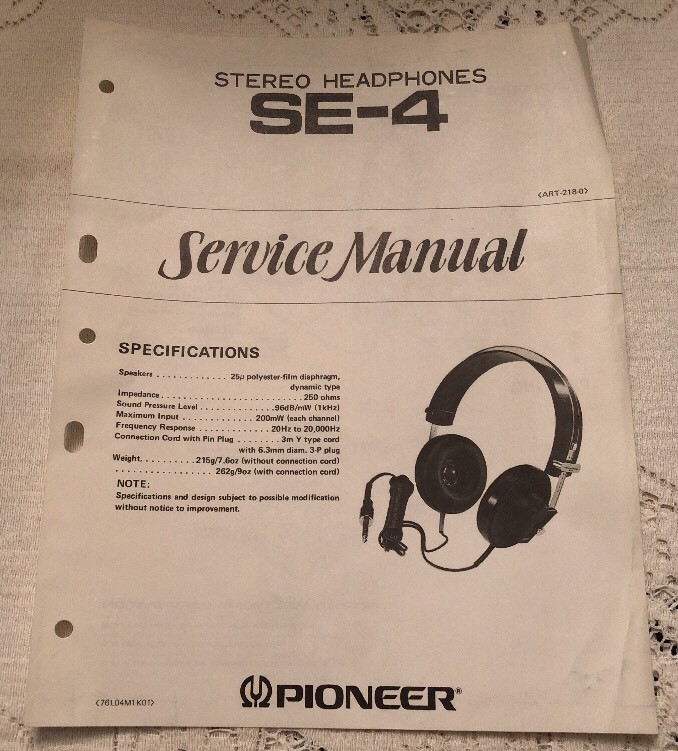 STEREO HEADPHONES
SE-4
<ART-218-0>
Service Manual
SPECIFICATIONS
Speakers . . . . . . . . . . . . . 25μ polyester-film diaphragm,
dynamic type
Impedance . . . . . . . . . . . . . . . . . . . . . . . 250 ohms
Sound Pressure Level . . . . . . . . . . . .96dB/mW (1kHz)
Maximum Input . . . . . . . . . . . . 200mW (each channel)
Frequency Response . . . . . . . . . . . . 20Hz to 20,000Hz
Connection Cord with Pin Plug . . . . . . . 3m Y type cord
with 6.3mm diam. 3-P plug
Weight. . . . . . . . . .215g/7.6oz (without connection cord)
. . . . . . . . . . . . . . . . 262g/9oz (with connection cord)
NOTE:
Specifications and design subject to possible modification
without notice to improvement.
PIONEER®
<76L04M1K01>